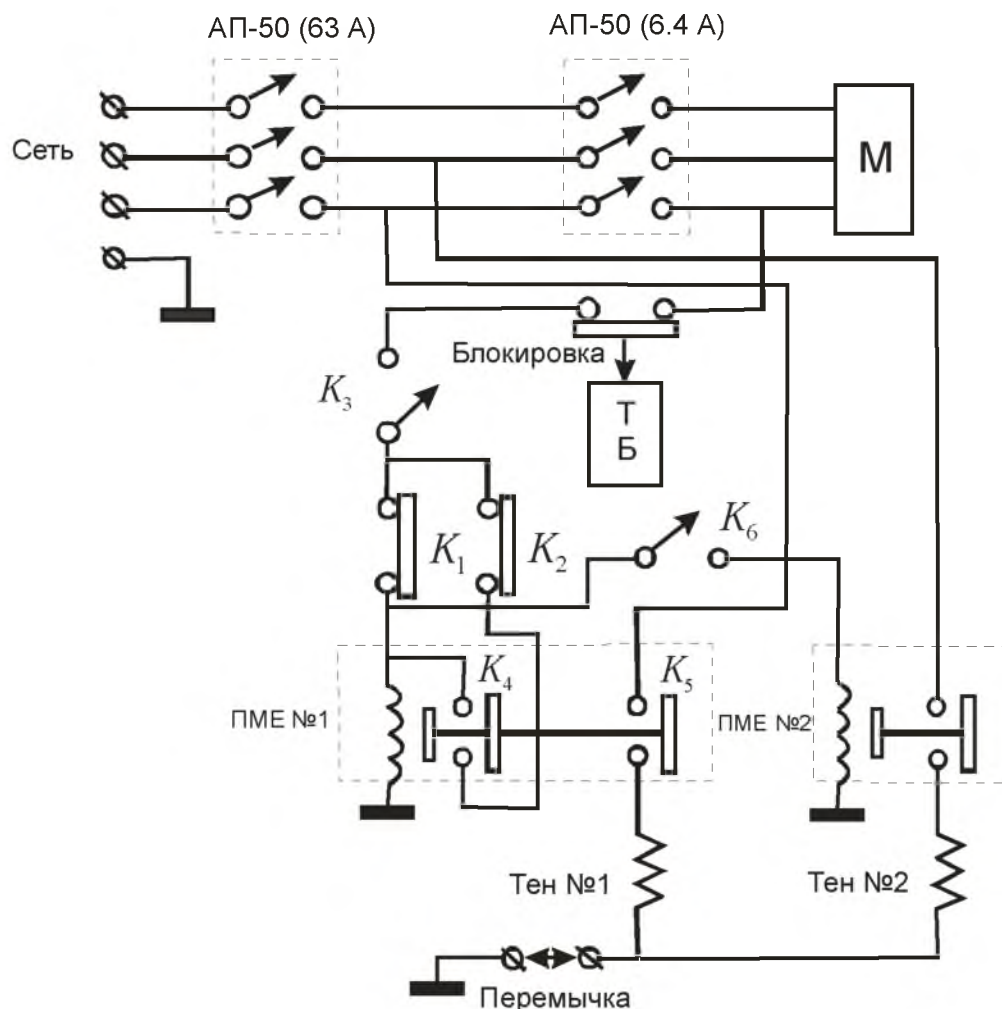 АП-50 (63 А)
АП-50 (6.4 А)
Сеть
М
Блокировка
K3
Т
Б
K1
K2
K6
K4
K5
ПМЕ №1
ПМЕ №2
Тен №1
Тен №2
Перемычка